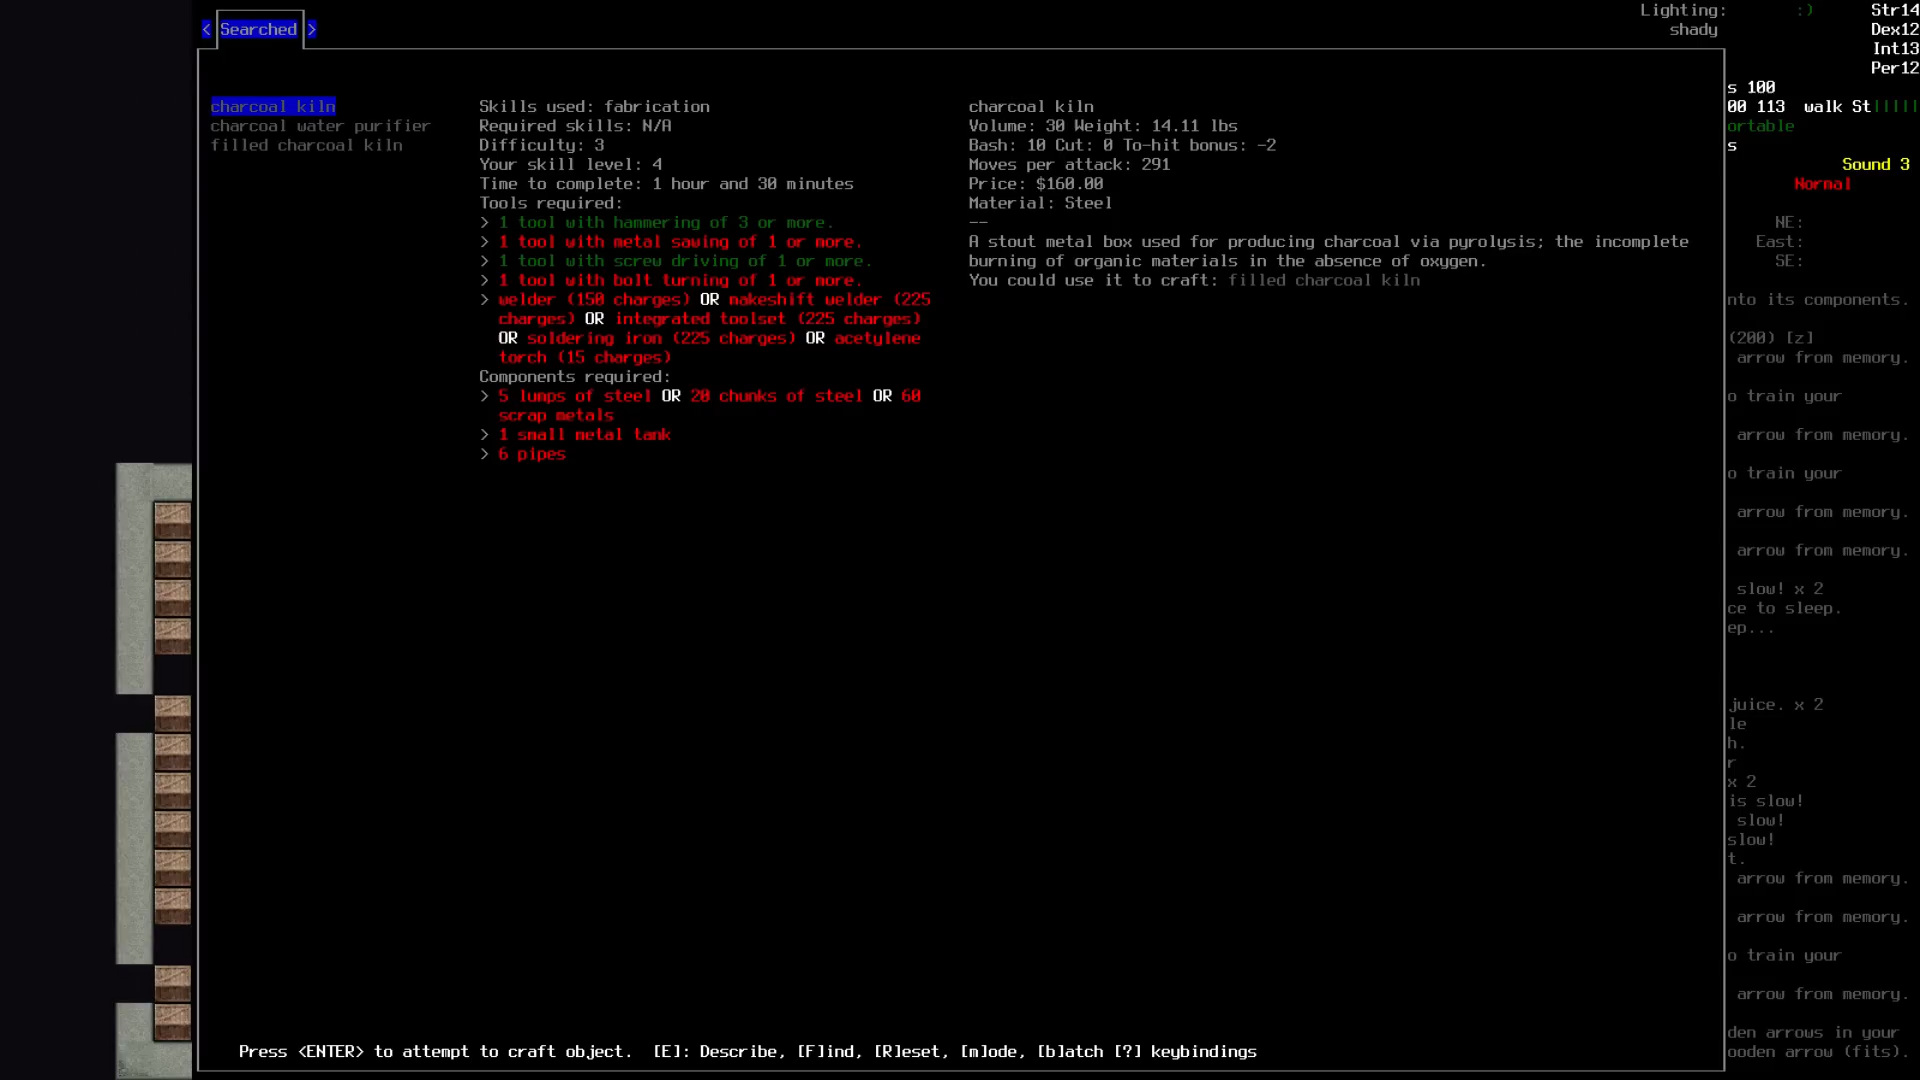 < Searched >
Lighting: :) Str14
shady Dex12
Int13
Per12
s 100
00 113  walk St|||||
ortable
s
Sound 3
Normal
NE:
East:
SE:
charcoal kiln
charcoal water purifier
filled charcoal kiln
Skills used: fabrication
Required skills: N/A
Difficulty: 3
Your skill level: 4
Time to complete: 1 hour and 30 minutes
Tools required:
> 1 tool with hammering of 3 or more.
> 1 tool with metal sawing of 1 or more.
> 1 tool with screw driving of 1 or more.
> 1 tool with bolt turning of 1 or more.
> welder (150 charges) OR makeshift welder (225
charges) OR integrated toolset (225 charges)
OR soldering iron (225 charges) OR acetylene
torch (15 charges)
Components required:
> 5 lumps of steel OR 20 chunks of steel OR 60
scrap metals
> 1 small metal tank
> 6 pipes
charcoal kiln
Volume: 30 Weight: 14.11 lbs
Bash: 10 Cut: 0 To-hit bonus: -2
Moves per attack: 291
Price: $160.00
Material: Steel
--
A stout metal box used for producing charcoal via pyrolysis; the incomplete
burning of organic materials in the absence of oxygen.
You could use it to craft: filled charcoal kiln
nto its components.
(200) [z]
arrow from memory.
o train your
arrow from memory.
o train your
arrow from memory.
arrow from memory.
slow! x 2
ce to sleep.
ep...
juice. x 2
le
h.
r
x 2
is slow!
slow!
slow!
t.
arrow from memory.
arrow from memory.
o train your
arrow from memory.
den arrows in your
ooden arrow (fits).
Press <ENTER> to attempt to craft object.  [E]: Describe, [F]ind, [R]eset, [m]ode, [b]atch [?] keybindings